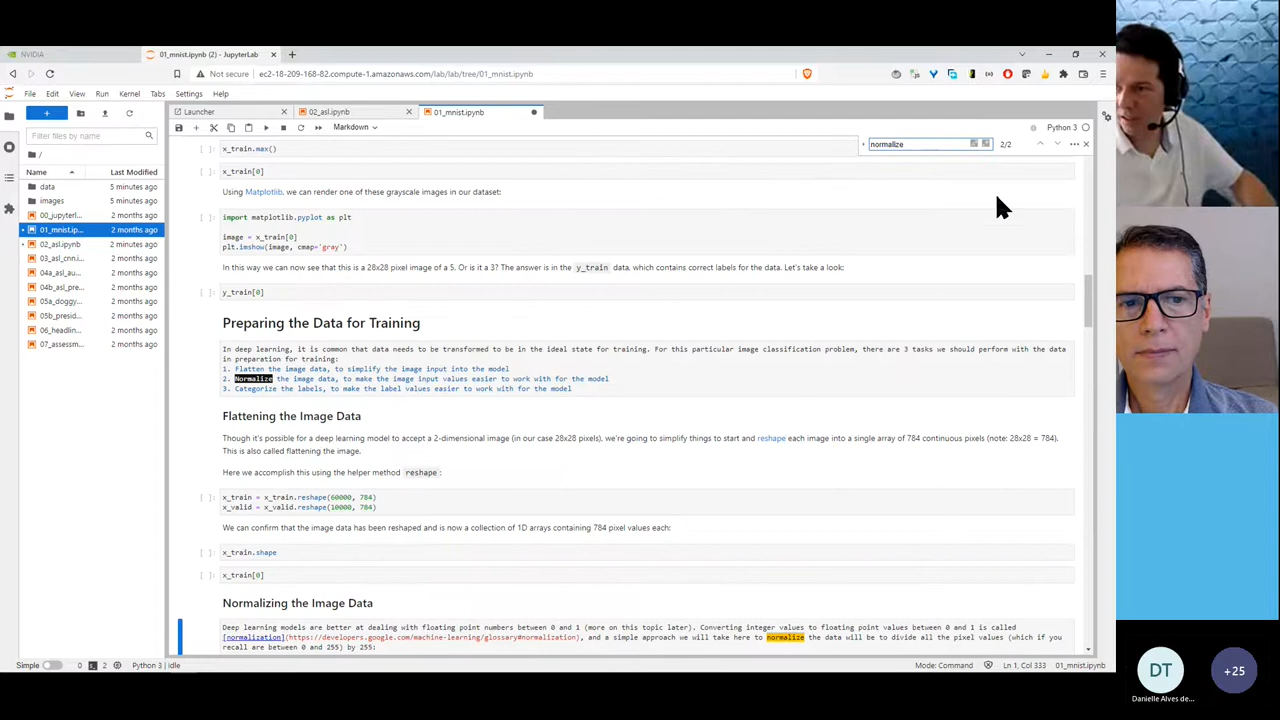 NVIDIA
01_mnist.ipynb (2) - JupyterLab
Not secure
ec2-18-209-168-82.compute-1.amazonaws.com/lab/lab/tree/01_mnist.ipynb
File Edit View Run Kernel Tabs Settings Help
Launcher
02_asl.ipynb
01_mnist.ipynb
Markdown
Python 3
Filter files by name
normalize
2/2
/
Name
Last Modified
data 5 minutes ago
images 5 minutes ago
00_jupyterl... 2 months ago
01_mnist.ip... 2 months ago
02_asl.ipynb 2 minutes ago
03_asl_cnn.i... 2 months ago
04a_asl_au... 2 months ago
04b_asl_pre... 2 months ago
05a_doggy... 2 months ago
05b_presid... 2 months ago
06_headlin... 2 months ago
07_assessm... 2 months ago
[ ]: x_train.max()
[ ]: x_train[0]
Using Matplotlib, we can render one of these grayscale images in our dataset:
[ ]: import matplotlib.pyplot as plt
image = x_train[0]
plt.imshow(image, cmap='gray')
In this way we can now see that this is a 28x28 pixel image of a 5. Or is it a 3? The answer is in the y_train data, which contains correct labels for the data. Let's take a look:
[ ]: y_train[0]
Preparing the Data for Training
In deep learning, it is common that data needs to be transformed to be in the ideal state for training. For this particular image classification problem, there are 3 tasks we should perform with the data
in preparation for training:
1. Flatten the image data, to simplify the image input into the model
2. Normalize the image data, to make the image input values easier to work with for the model
3. Categorize the labels, to make the label values easier to work with for the model
Flattening the Image Data
Though it's possible for a deep learning model to accept a 2-dimensional image (in our case 28x28 pixels), we're going to simplify things to start and reshape each image into a single array of 784 continuous pixels (note: 28x28 = 784).
This is also called flattening the image.
Here we accomplish this using the helper method reshape:
[ ]: x_train = x_train.reshape(60000, 784)
x_valid = x_valid.reshape(10000, 784)
We can confirm that the image data has been reshaped and is now a collection of 1D arrays containing 784 pixel values each:
[ ]: x_train.shape
[ ]: x_train[0]
Normalizing the Image Data
Deep learning models are better at dealing with floating point numbers between 0 and 1 (more on this topic later). Converting integer values to floating point values between 0 and 1 is called
[normalization](https://developers.google.com/machine-learning/glossary#normalization), and a simple approach we will take here to normalize the data will be to divide all the pixel values (which if you
recall are between 0 and 255) by 255:
Simple
0
2
Python 3 | Idle
Mode: Command
Ln 1, Col 333
01_mnist.ipynb
DT
+25
Danielle Alves de...